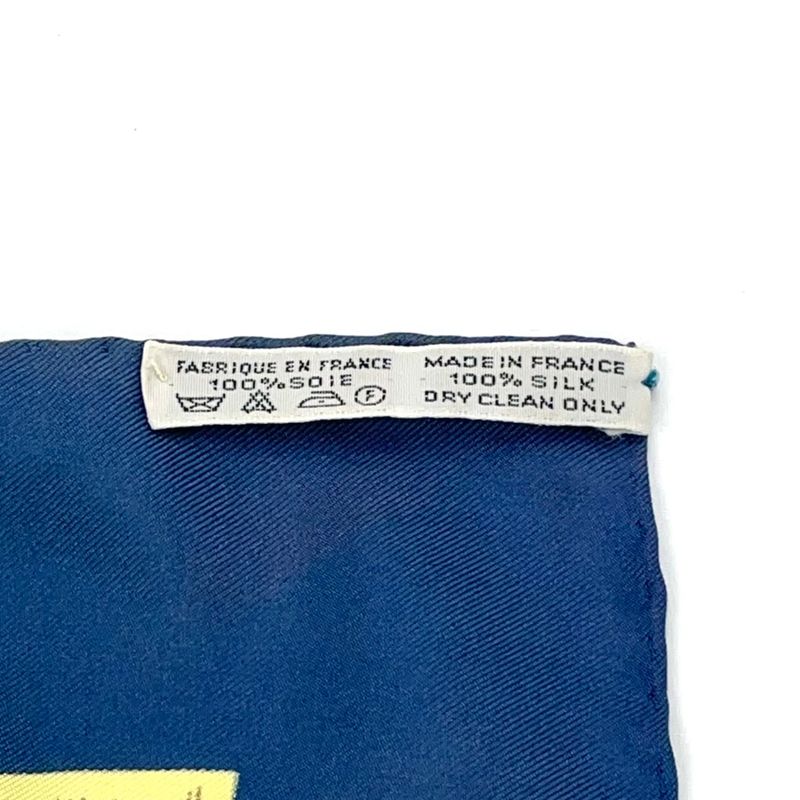 FABRIQUE EN FRANCE
100% SOIE
F
MADE IN FRANCE
100% SILK
DRY CLEAN ONLY